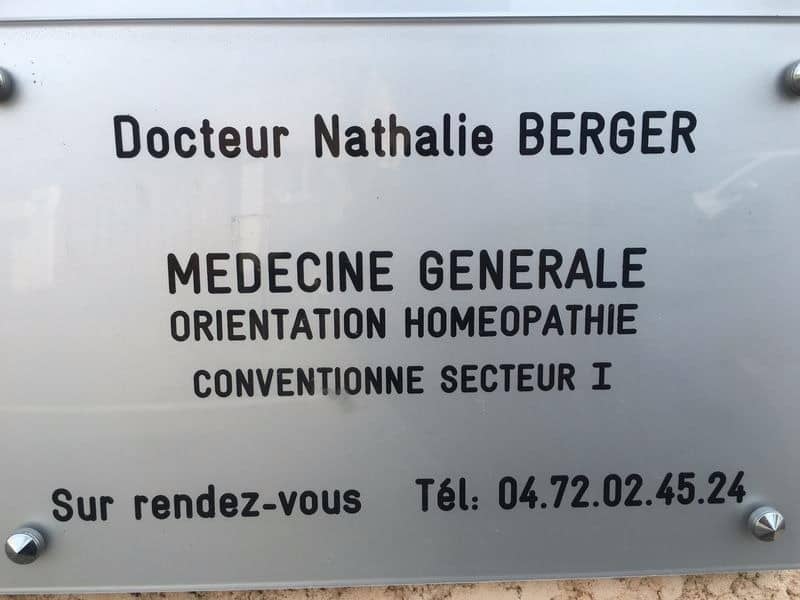 Docteur Nathalie BERGER
MEDECINE GENERALE
ORIENTATION HOMEOPATHIE
CONVENTIONNE SECTEUR I
Sur rendez-vous Tél: 04.72.02.45.24